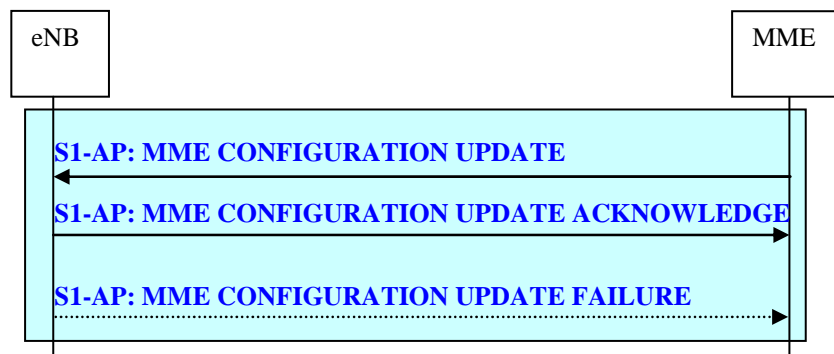 eNB
MME
S1-AP: MME CONFIGURATION UPDATE
S1-AP: MME CONFIGURATION UPDATE ACKNOWLEDGE
S1-AP: MME CONFIGURATION UPDATE FAILURE